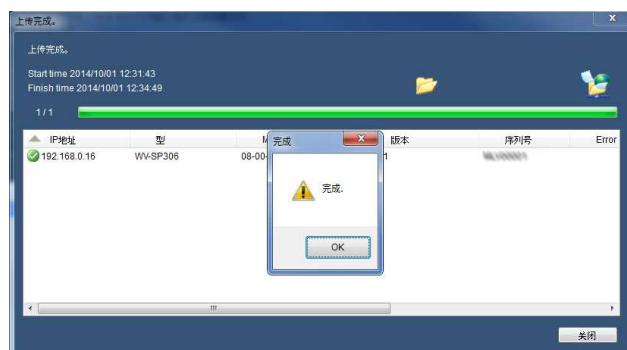 上传完成。
上传完成。
Start time 2014/10/01 12:31:43
Finish time 2014/10/01 12:34:49
1/1
IP地址 型 M 完成 版本 序列号 Error
192.168.0.16 WV-SP306 08-00- 1
完成.
OK
关闭